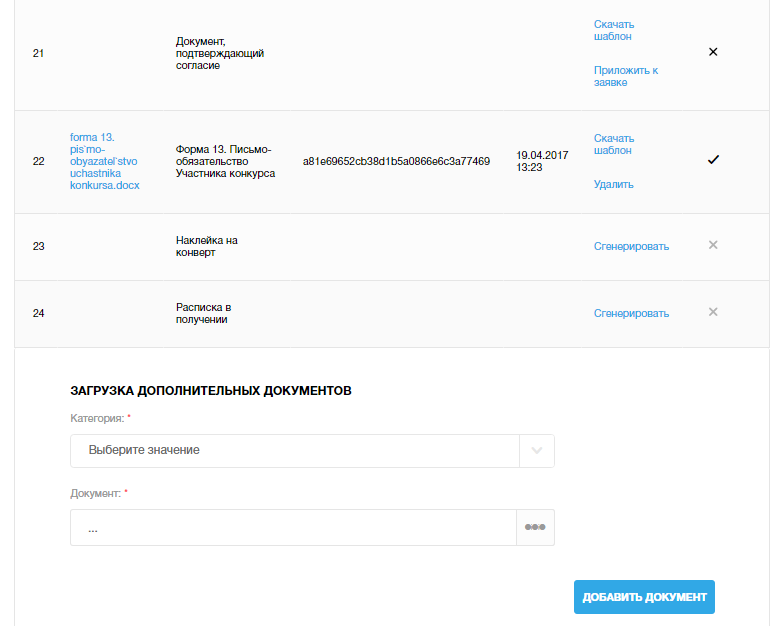 21
Документ,
подтверждающий
согласие
Скачать
шаблон
Приложить к
заявке
22
forma 13.
pis`mo-
obyazatel`stvo
uchastnika
konkursa.docx
Форма 13. Письмо-
обязательство
Участника конкурса
a81e69652cb38d1b5a0866e6c3a77469
19.04.2017
13:23
Скачать
шаблон
Удалить
23
Наклейка на
конверт
Сгенерировать
24
Расписка в
получении
Сгенерировать
ЗАГРУЗКА ДОПОЛНИТЕЛЬНЫХ ДОКУМЕНТОВ
Категория: *
Выберите значение
Документ: *
...
ДОБАВИТЬ ДОКУМЕНТ